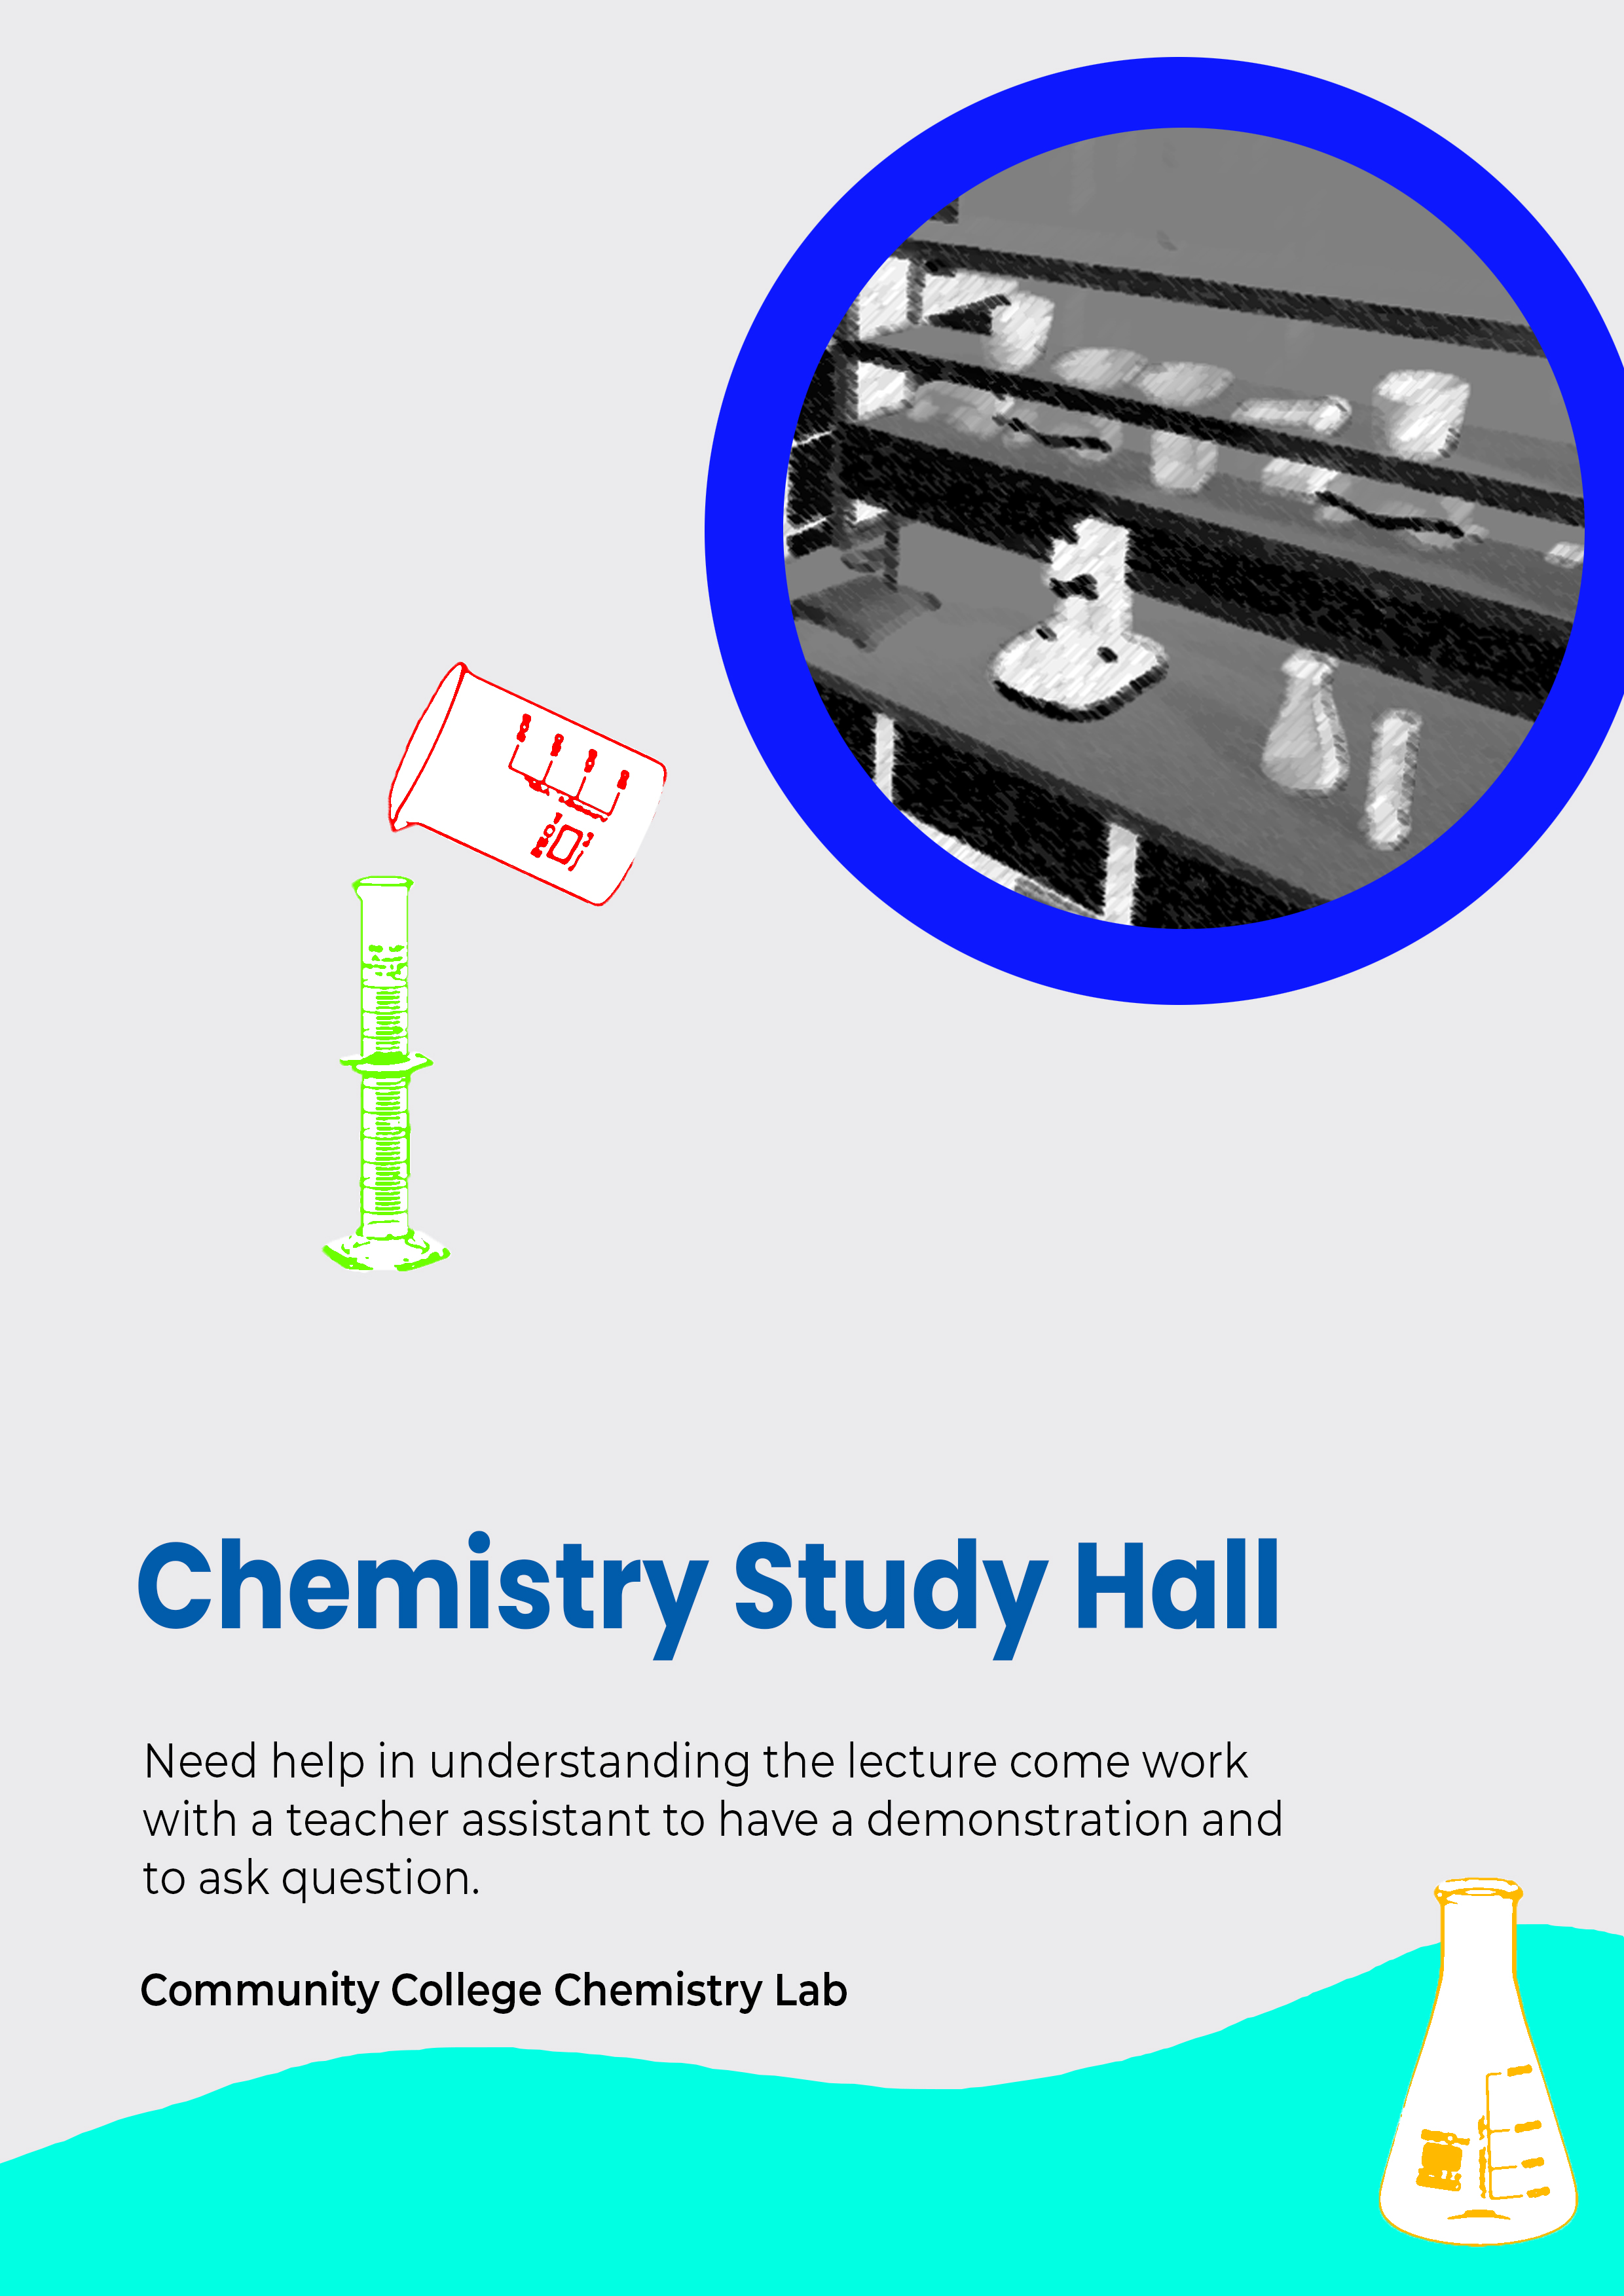 Chemistry Study Hall
Need help in understanding the lecture come work
with a teacher assistant to have a demonstration and
to ask question.
Community College Chemistry Lab